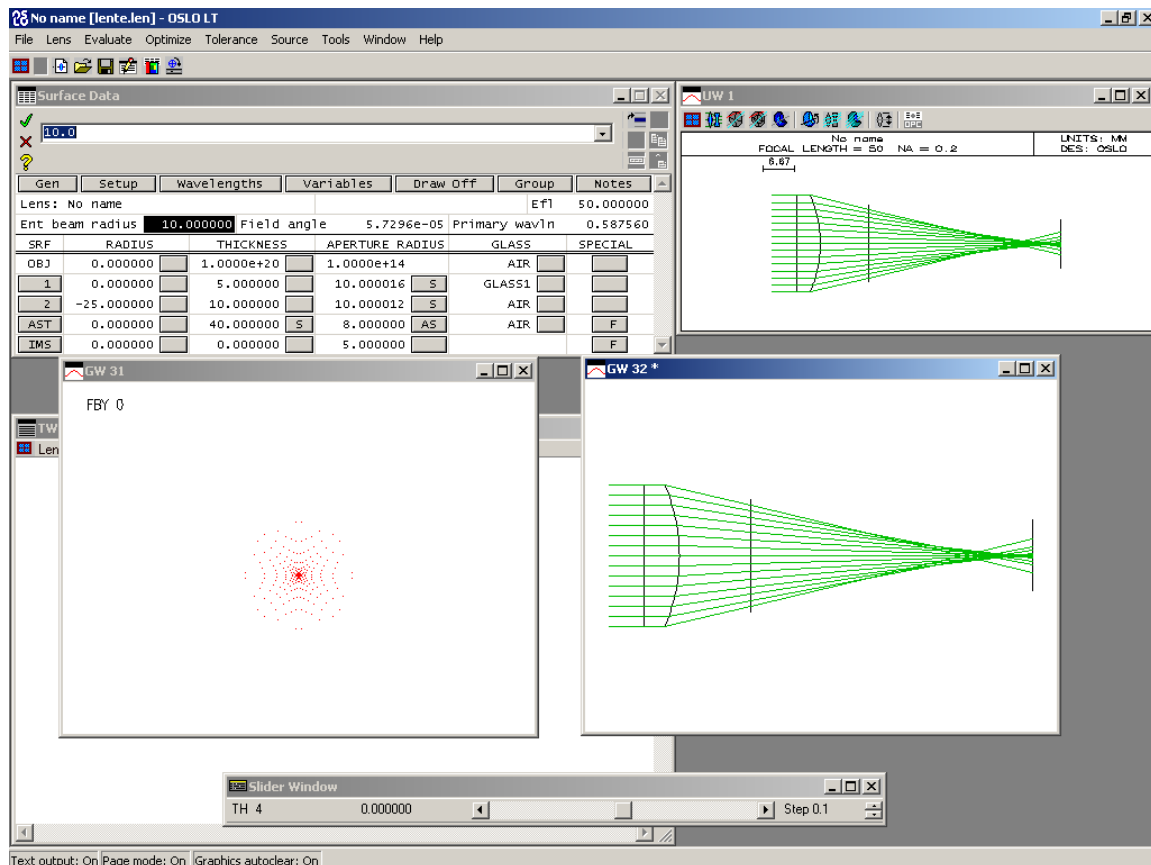 No name [lente.len] - OSLO LT
File Lens Evaluate Optimize Tolerance Source Tools Window Help
Surface Data
10.0
Gen Setup Wavelengths Variables Draw Off Group Notes
Lens: No name Efl 50.000000
Ent beam radius 10.000000 Field angle 5.7296e-05 Primary wavln 0.587560
SRF RADIUS THICKNESS APERTURE RADIUS GLASS SPECIAL
OBJ 0.000000 1.0000e+20 1.0000e+14 AIR
1 0.000000 5.000000 10.000016 S GLASS1
2 -25.000000 10.000000 10.000012 S AIR
AST 0.000000 40.000000 S 8.000000 AS AIR F
IMS 0.000000 0.000000 5.000000 F
UW 1
No name
FOCAL LENGTH = 50 NA = 0.2
UNITS: MM
DES: OSLO
6.67
GW 31
FBY 0
GW 32 *
TW
Len
Slider Window
TH 4 0.000000 Step 0.1
Text output: On Page mode: On Graphics autoclear: On